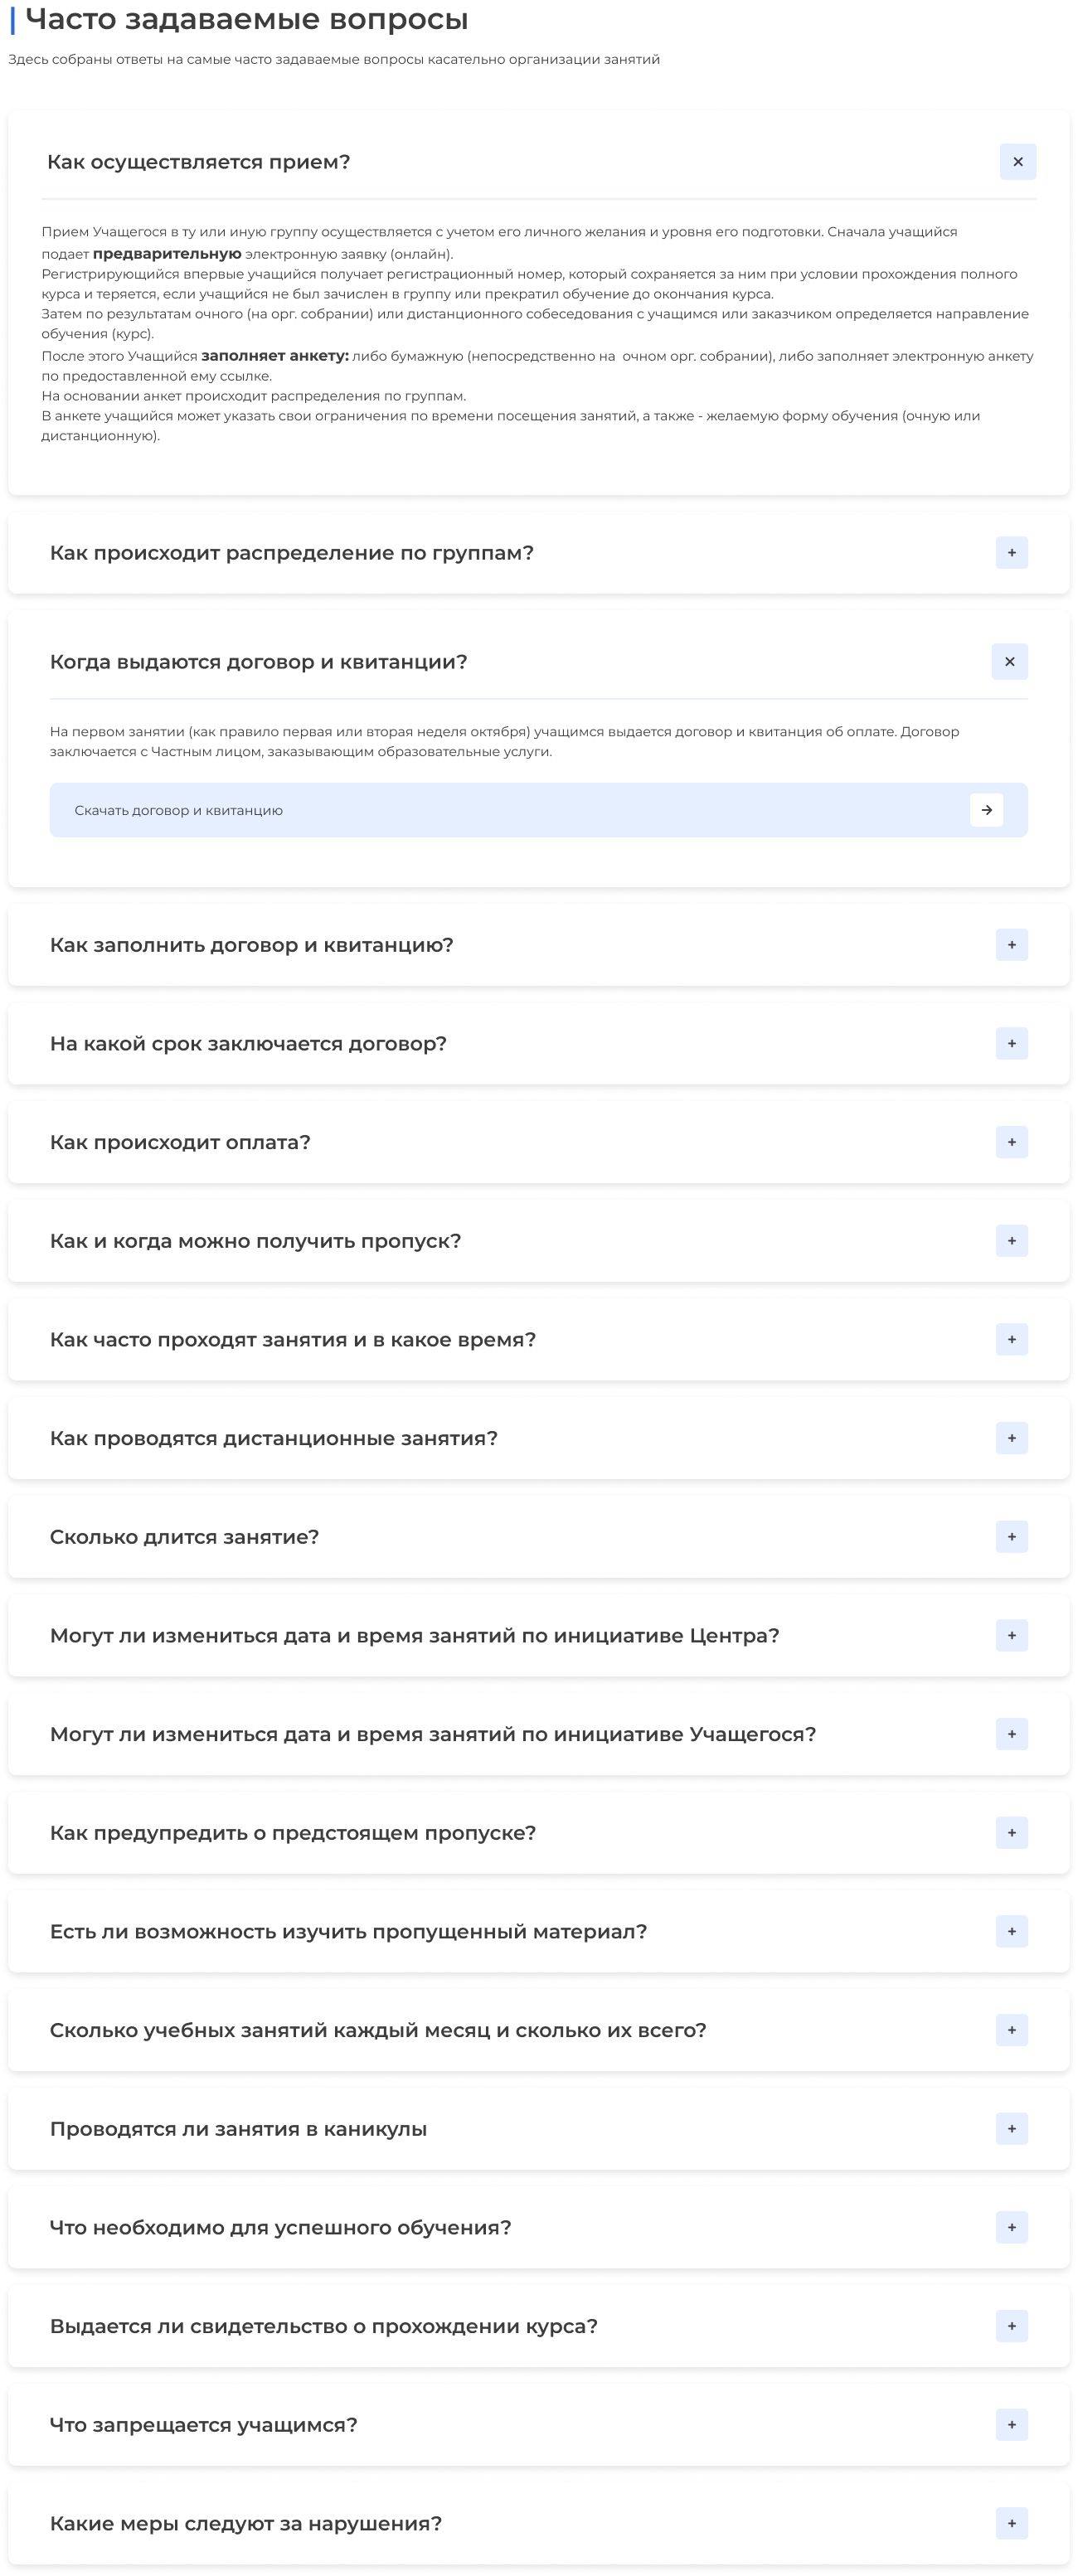 Часто задаваемые вопросы
Здесь собраны ответы на самые часто задаваемые вопросы касательно организации занятий
Как осуществляется прием?
Прием Учащегося в ту или иную группу осуществляется с учетом его личного желания и уровня его подготовки. Сначала учащийся
подает предварительную электронную заявку (онлайн).
Регистрирующийся впервые учащийся получает регистрационный номер, который сохраняется за ним при условии прохождения полного
курса и теряется, если учащийся не был зачислен в группу или прекратил обучение до окончания курса.
Затем по результатам очного (на орг. собрании) или дистанционного собеседования с учащимся или заказчиком определяется направление
обучения (курс).
После этого Учащийся заполняет анкету: либо бумажную (непосредственно на очном орг. собрании), либо заполняет электронную анкету
по предоставленной ему ссылке.
На основании анкет происходит распределения по группам.
В анкете учащийся может указать свои ограничения по времени посещения занятий, а также - желаемую форму обучения (очную или
дистанционную).
Как происходит распределение по группам?
Когда выдаются договор и квитанции?
На первом занятии (как правило первая или вторая неделя октября) учащимся выдается договор и квитанция об оплате. Договор
заключается с Частным лицом, заказывающим образовательные услуги.
Скачать договор и квитанцию
Как заполнить договор и квитанцию?
На какой срок заключается договор?
Как происходит оплата?
Как и когда можно получить пропуск?
Как часто проходят занятия и в какое время?
Как проводятся дистанционные занятия?
Сколько длится занятие?
Могут ли измениться дата и время занятий по инициативе Центра?
Могут ли измениться дата и время занятий по инициативе Учащегося?
Как предупредить о предстоящем пропуске?
Есть ли возможность изучить пропущенный материал?
Сколько учебных занятий каждый месяц и сколько их всего?
Проводятся ли занятия в каникулы
Что необходимо для успешного обучения?
Выдается ли свидетельство о прохождении курса?
Что запрещается учащимся?
Какие меры следуют за нарушения?